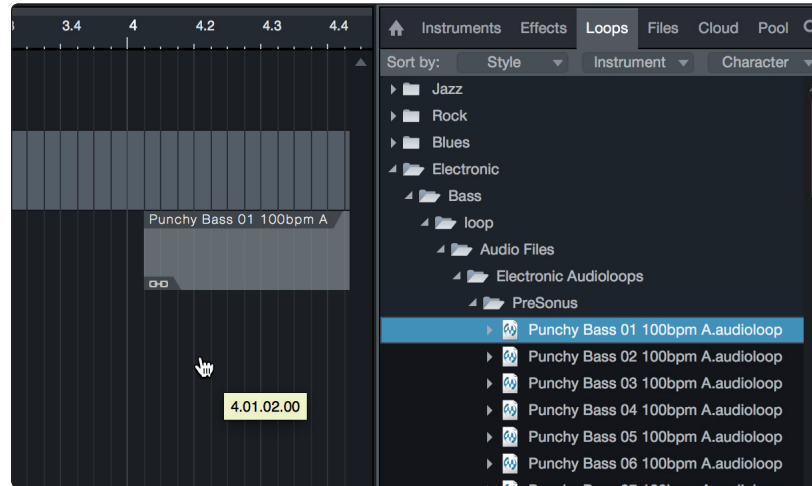 3.4 4 4.2 4.3 4.4
Instruments Effects Loops Files Cloud Pool
Sort by: Style Instrument Character
Jazz
Rock
Blues
Electronic
Bass
loop
Audio Files
Electronic Audioloops
PreSonus
Punchy Bass 01 100bpm A.audioloop
Punchy Bass 02 100bpm A.audioloop
Punchy Bass 03 100bpm A.audioloop
Punchy Bass 04 100bpm A.audioloop
Punchy Bass 05 100bpm A.audioloop
Punchy Bass 06 100bpm A.audioloop
Punchy Bass 01 100bpm A
4.01.02.00